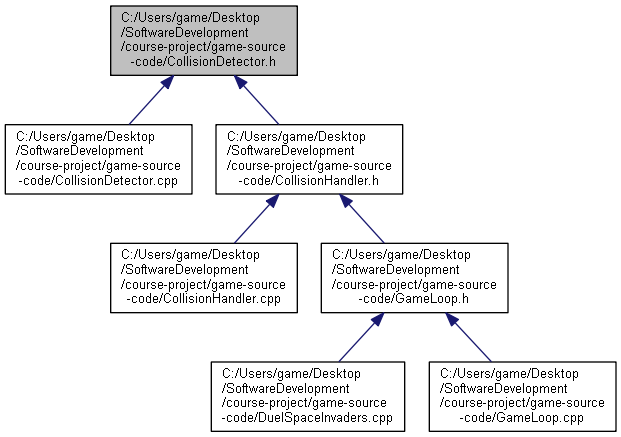 C:/Users/game/Desktop
/SoftwareDevelopment
/course-project/game-source
-code/CollisionDetector.h
C:/Users/game/Desktop
/SoftwareDevelopment
/course-project/game-source
-code/CollisionDetector.cpp
C:/Users/game/Desktop
/SoftwareDevelopment
/course-project/game-source
-code/CollisionHandler.h
C:/Users/game/Desktop
/SoftwareDevelopment
/course-project/game-source
-code/CollisionHandler.cpp
C:/Users/game/Desktop
/SoftwareDevelopment
/course-project/game-source
-code/GameLoop.h
C:/Users/game/Desktop
/SoftwareDevelopment
/course-project/game-source
-code/DuelSpaceInvaders.cpp
C:/Users/game/Desktop
/SoftwareDevelopment
/course-project/game-source
-code/GameLoop.cpp